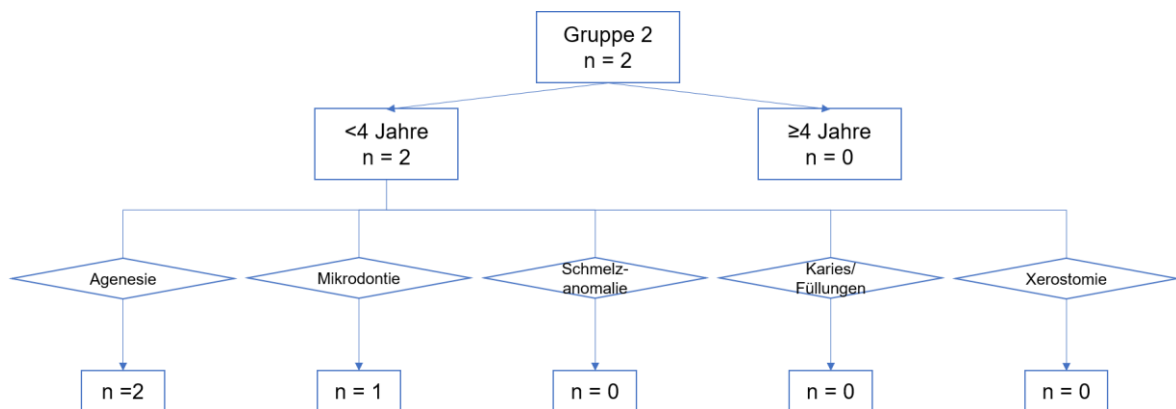 Gruppe 2
n = 2
<4 Jahre
n = 2
≥4 Jahre
n = 0
Agenesie
Mikrodontie
Schmelz-
anomalie
Karies/
Füllungen
Xerostomie
n =2
n = 1
n = 0
n = 0
n = 0